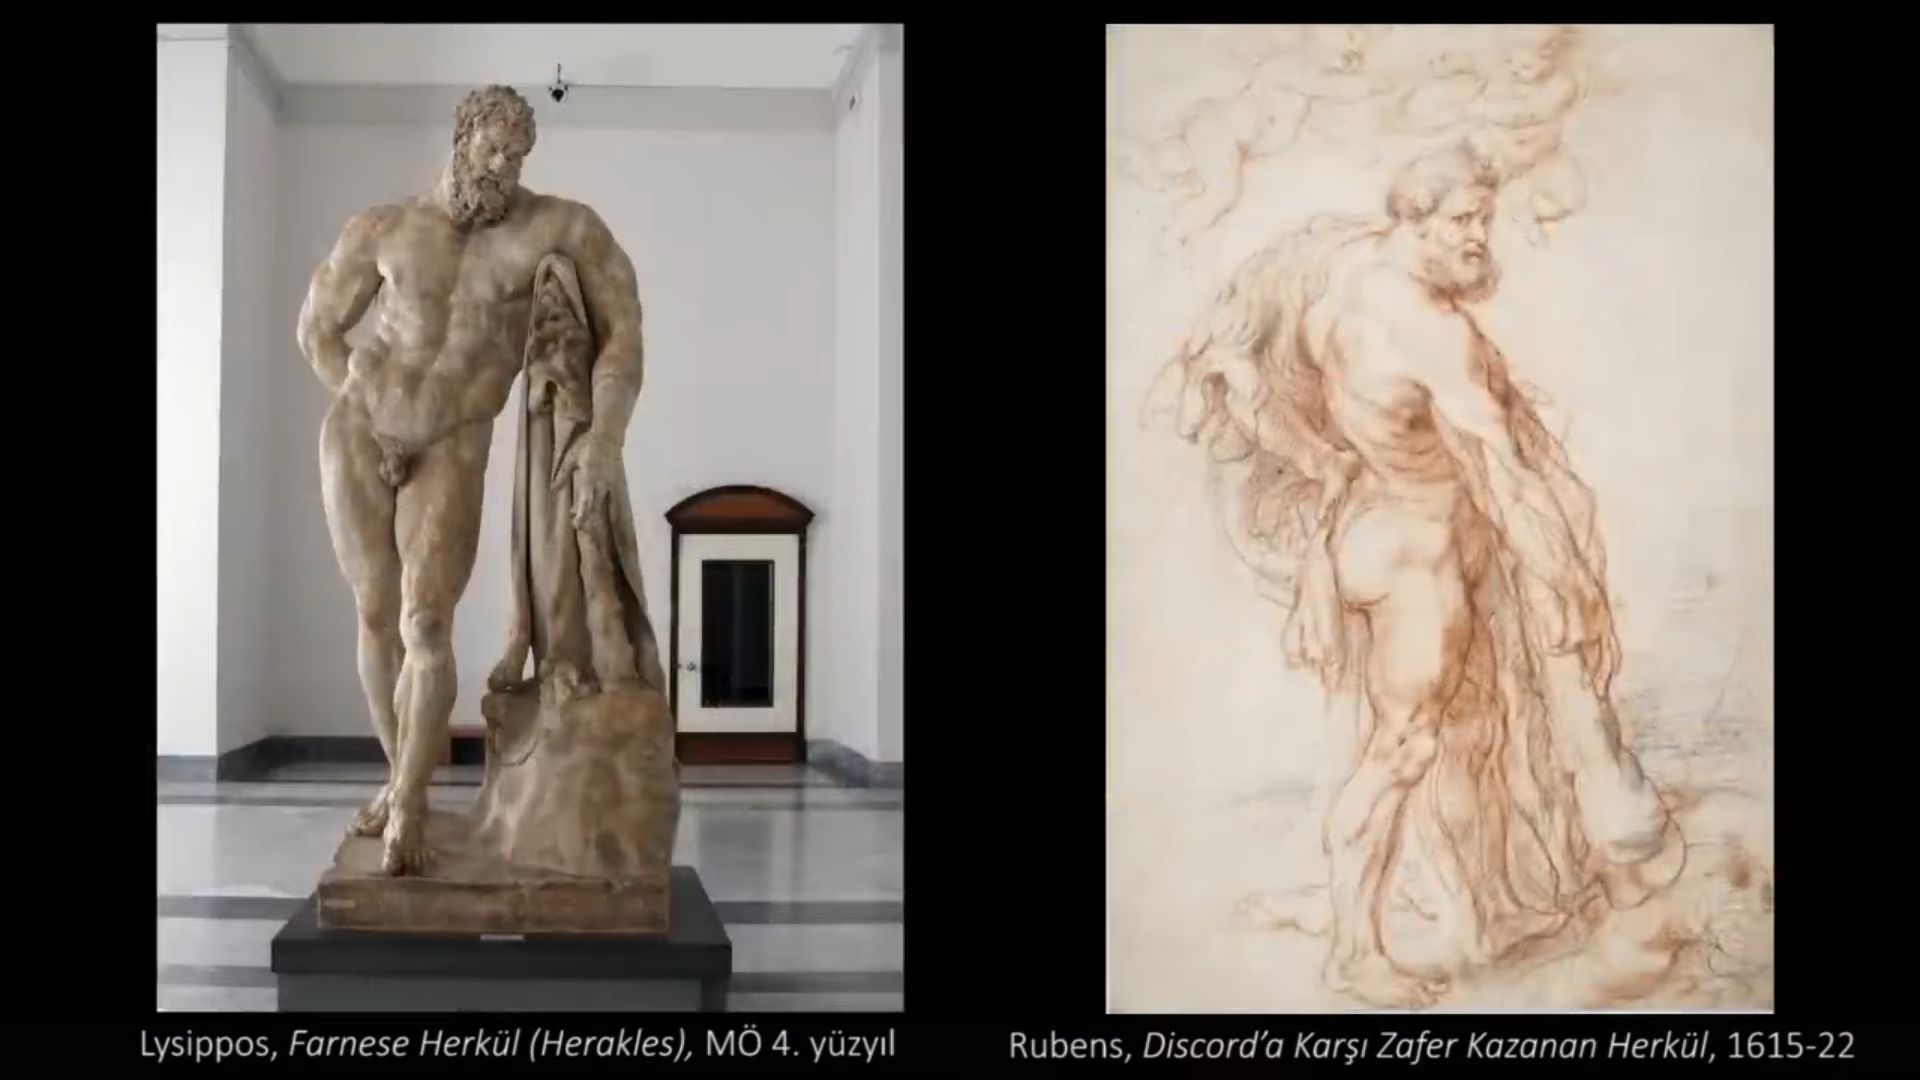 Lysippos, Farnese Herkül (Herakles), MÖ 4. yüzyıl
Rubens, Discord’a Karşı Zafer Kazanan Herkül, 1615-22